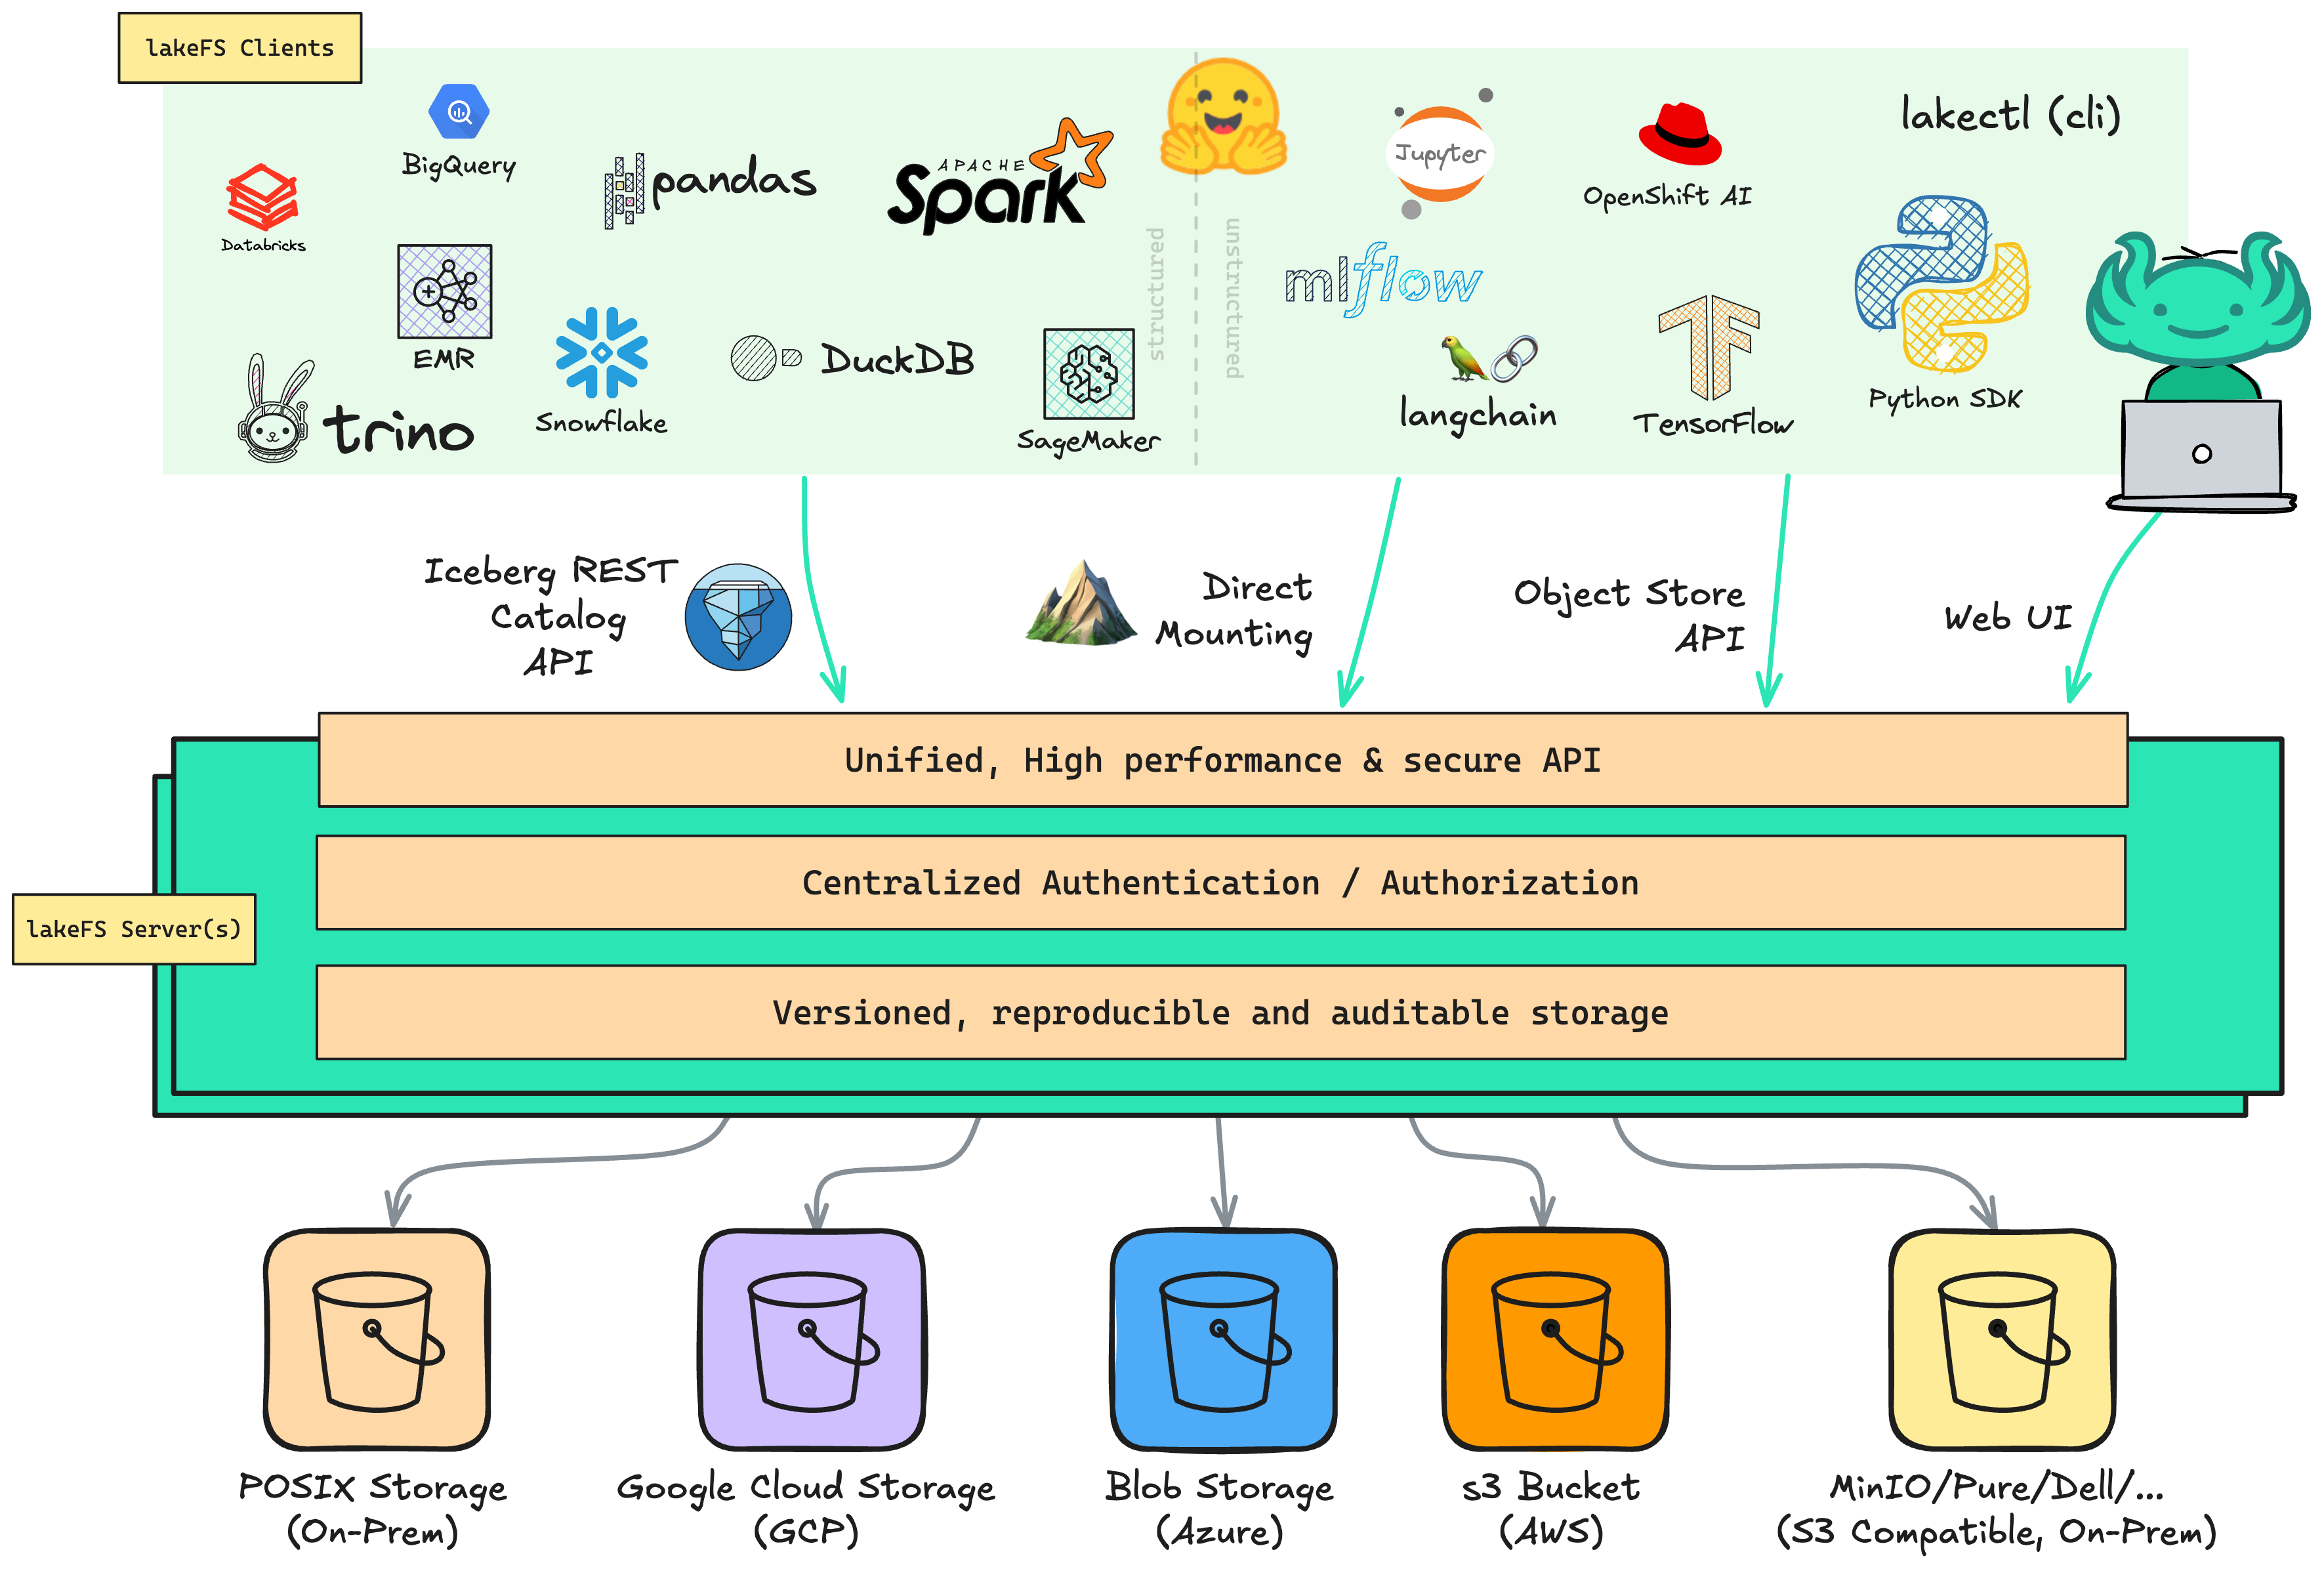 lakeFS Clients
BigQuery
Databricks
pandas
APACHE
Spark
EMR
trino
Snowflake
DuckDB
SageMaker
structured
unstructured
Jupyter
OpenShift AI
lakectl (cli)
mlflow
langchain
TensorFlow
Python SDK
Iceberg REST
Catalog
API
Direct
Mounting
Object Store
API
Web UI
Unified, High performance & secure API
Centralized Authentication / Authorization
lakeFS Server(s)
Versioned, reproducible and auditable storage
POSIX Storage
(On-Prem)
Google Cloud Storage
(GCP)
Blob Storage
(Azure)
s3 Bucket
(AWS)
MinIO/Pure/Dell/...
(S3 Compatible, On-Prem)